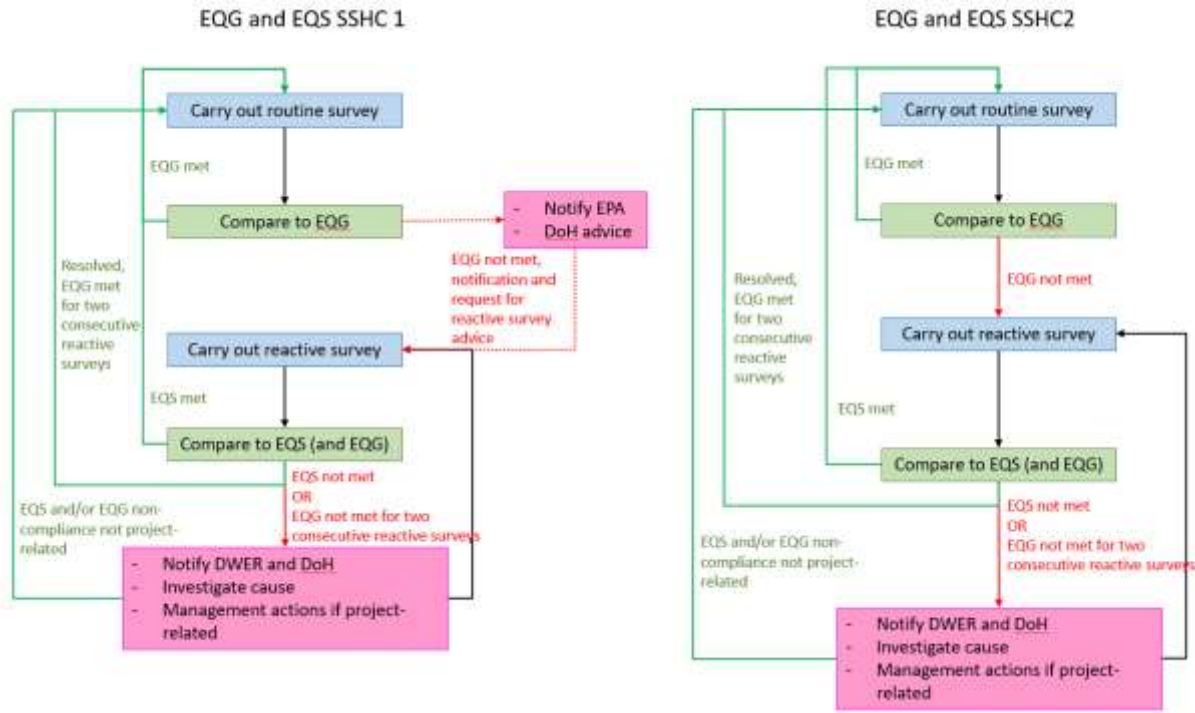 EQG and EQS SSHC 1
Carry out routine survey
EQG met
Compare to EQG
- Notify EPA
- DoH advice
EQG not met,
notification and
request for
reactive survey
advice
Resolved,
EQG met
for two
consecutive
reactive
surveys
Carry out reactive survey
EQS met
Compare to EQS (and EQG)
EQS not met
OR
EQG not met for two
consecutive reactive surveys
EQS and/or EQG non-
compliance not project-
related
- Notify DWER and DoH
- Investigate cause
- Management actions if project-
related
EQG and EQS SSHC2
Carry out routine survey
EQG met
Compare to EQG
EQG not met
Resolved,
EQG met
for two
consecutive
reactive
surveys
Carry out reactive survey
EQS met
Compare to EQS (and EQG)
EQS not met
OR
EQG not met for two
consecutive reactive surveys
EQS and/or EQG non-
compliance not project-
related
- Notify DWER and DoH
- Investigate cause
- Management actions if project-
related